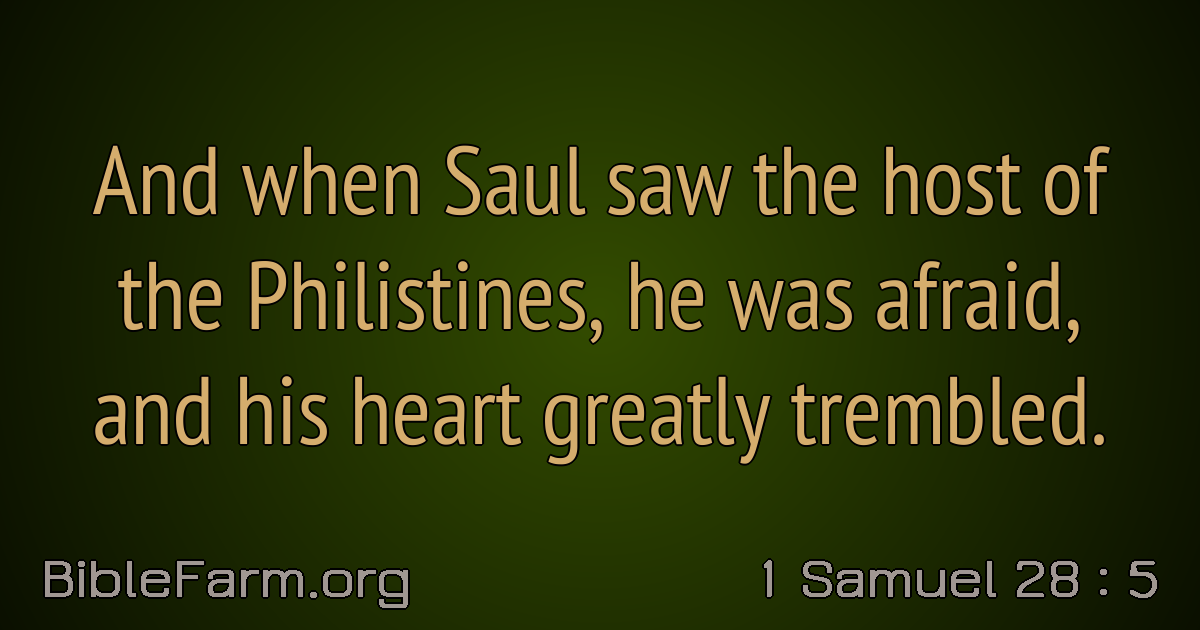 And when Saul saw the host of
the Philistines, he was afraid,
and his heart greatly trembled.
BibleFarm.org
1 Samuel 28 : 5